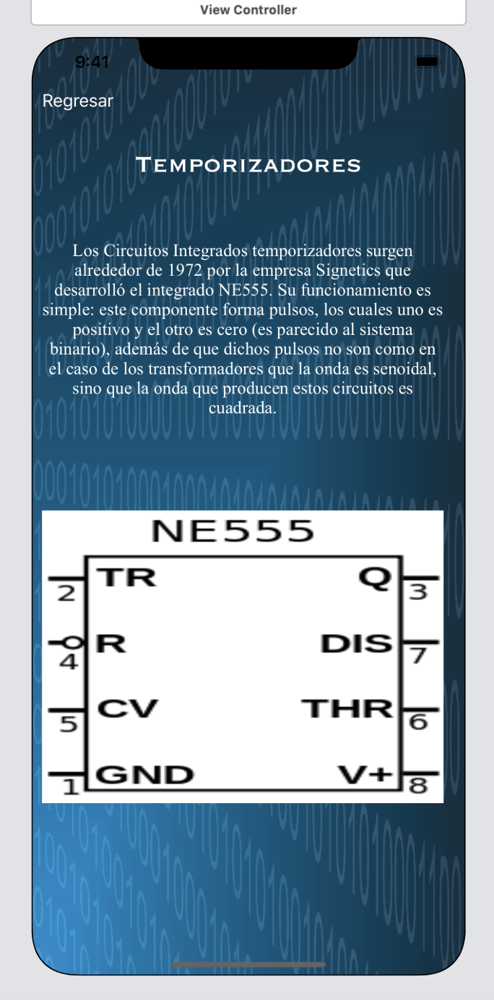 View Controller
9:41
Regresar
TEMPORIZADORES
Los Circuitos Integrados temporizadores surgen
alrededor de 1972 por la empresa Signetics que
desarrolló el integrado NE555. Su funcionamiento es
simple: este componente forma pulsos, los cuales uno es
positivo y el otro es cero (es parecido al sistema
binario), además de que dichos pulsos no son como en
el caso de los transformadores que la onda es senoidal,
sino que la onda que producen estos circuitos es
cuadrada.
NE555
TR Q
2 3
R DIS
4 7
CV THR
5 6
GND V+
1 8